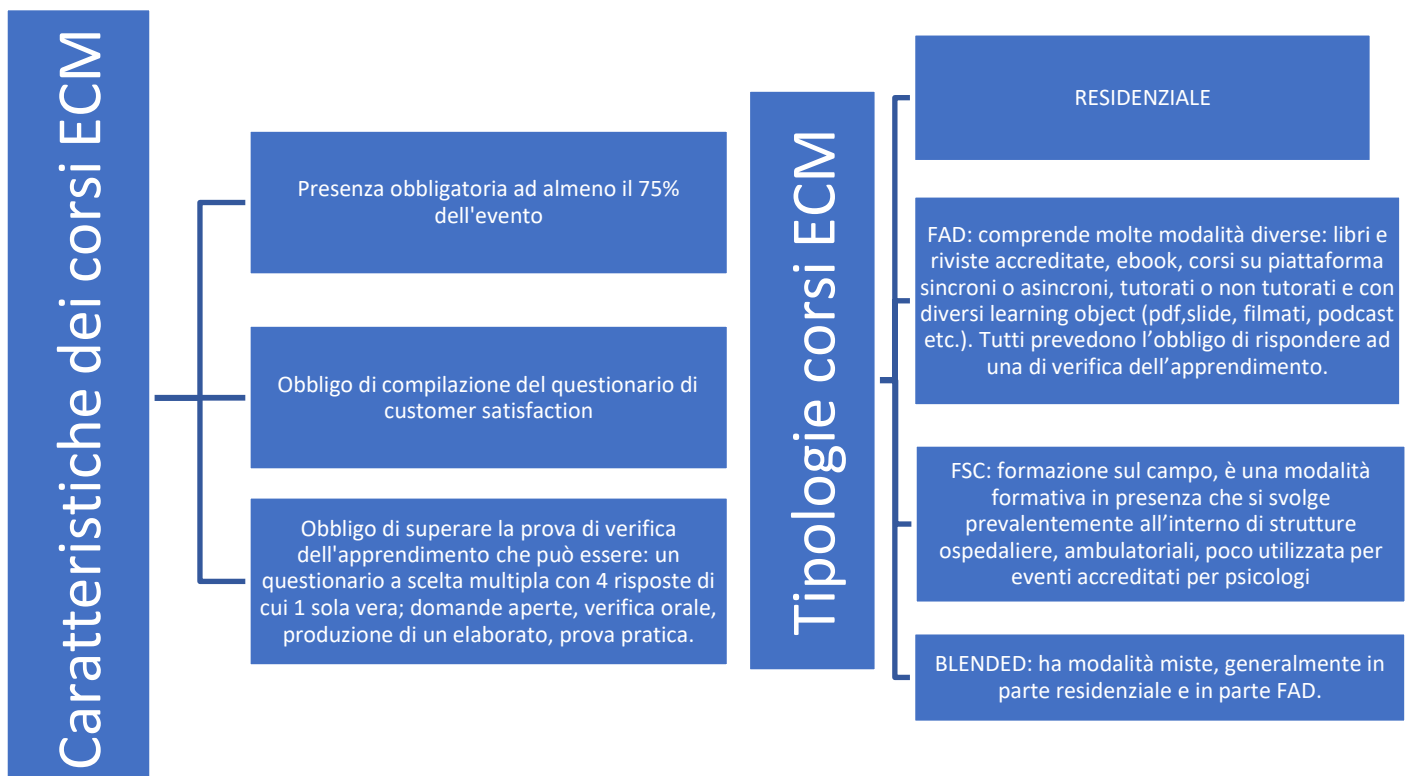 Caratteristiche dei corsi ECM
Presenza obbligatoria ad almeno il 75%
dell'evento
Obbligo di compilazione del questionario di
customer satisfaction
Obbligo di superare la prova di verifica
dell'apprendimento che può essere: un
questionario a scelta multipla con 4 risposte di
cui 1 sola vera; domande aperte, verifica orale,
produzione di un elaborato, prova pratica.
Tipologie corsi ECM
RESIDENZIALE
FAD: comprende molte modalità diverse: libri e
riviste accreditate, ebook, corsi su piattaforma
sincroni o asincroni, tutorati o non tutorati e con
diversi learning object (pdf,slide, filmati, podcast
etc.). Tutti prevedono l’obbligo di rispondere ad
una di verifica dell’apprendimento.
FSC: formazione sul campo, è una modalità
formativa in presenza che si svolge
prevalentemente all’interno di strutture
ospedaliere, ambulatoriali, poco utilizzata per
eventi accreditati per psicologi
BLENDED: ha modalità miste, generalmente in
parte residenziale e in parte FAD.